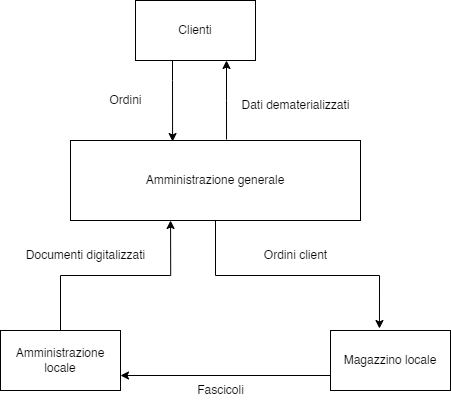 Clienti
Ordini
Dati dematerializzati
Amministrazione generale
Documenti digitalizzati
Ordini client
Amministrazione
locale
Magazzino locale
Fascicoli